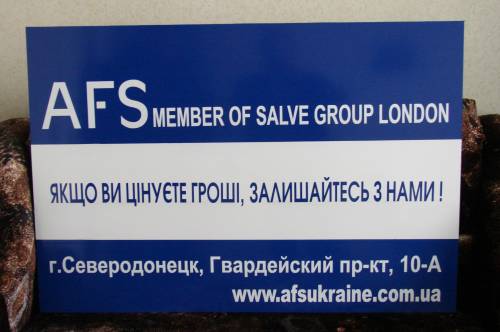 AFS MEMBER OF SALVE GROUP LONDON
ЯКЩО ВИ ЦІНУЄТЕ ГРОШІ, ЗАЛИШАЙТЕСЬ З НАМИ !
г.Северодонецк, Гвардейский пр-кт, 10-А
www.afsukraine.com.ua